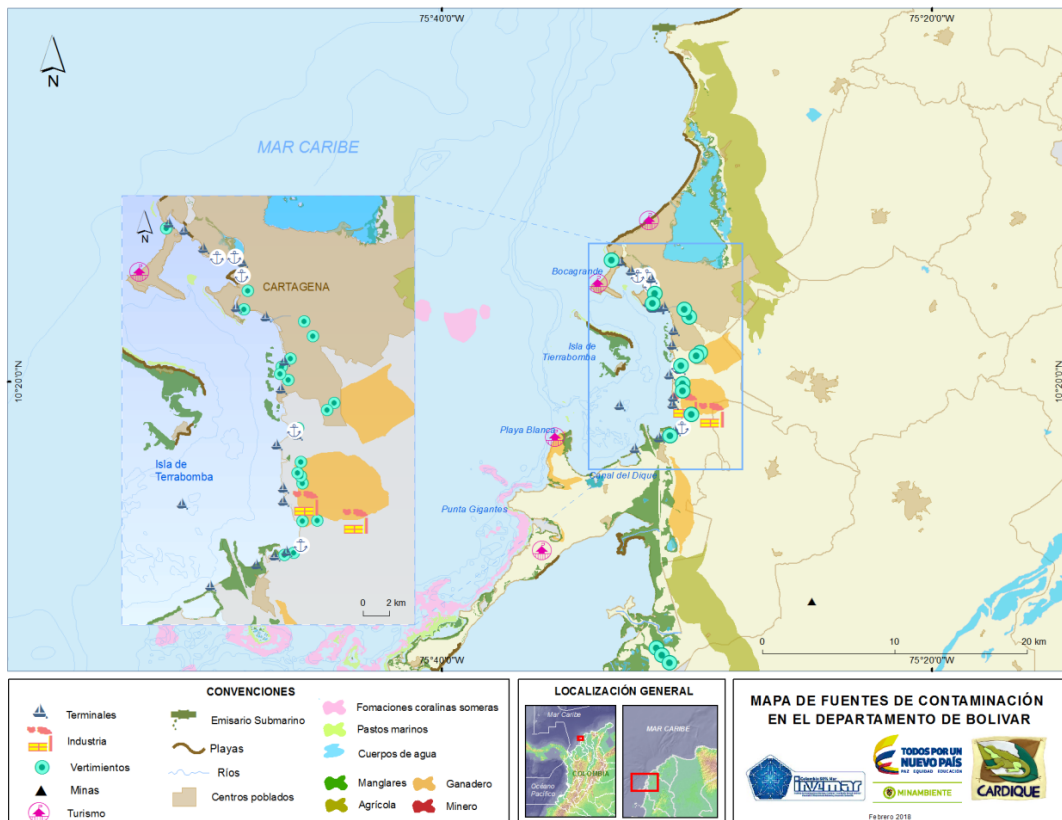 75°40'0"W
75°20'0"W
N
MAR CARIBE
N
CARTAGENA
Bocagrande
Isla de
Tierrabomba
10°20'0"N
10°20'0"N
Playa Blanca
Isla de
Terrabomba
Canal del Dique
Punta Gigantes
0 2 km
0 10 20 km
75°40'0"W
75°20'0"W
CONVENCIONES
Terminales
Industria
Vertimientos
Minas
Turismo
Emisario Submarino
Playas
Ríos
Centros poblados
Fomaciones coralinas someras
Pastos marinos
Cuerpos de agua
Manglares
Ganadero
Agrícola
Minero
LOCALIZACIÓN GENERAL
Mar Caribe
COLOMBIA
Océano
Pacífico
MAR CARIBE
MAPA DE FUENTES DE CONTAMINACIÓN
EN EL DEPARTAMENTO DE BOLIVAR
Colombia 50% Mar
invemar
TODOS POR UN
NUEVO PAÍS
PAZ EQUIDAD EDUCACIÓN
MINAMBIENTE
CARDIQUE
Febrero 2018